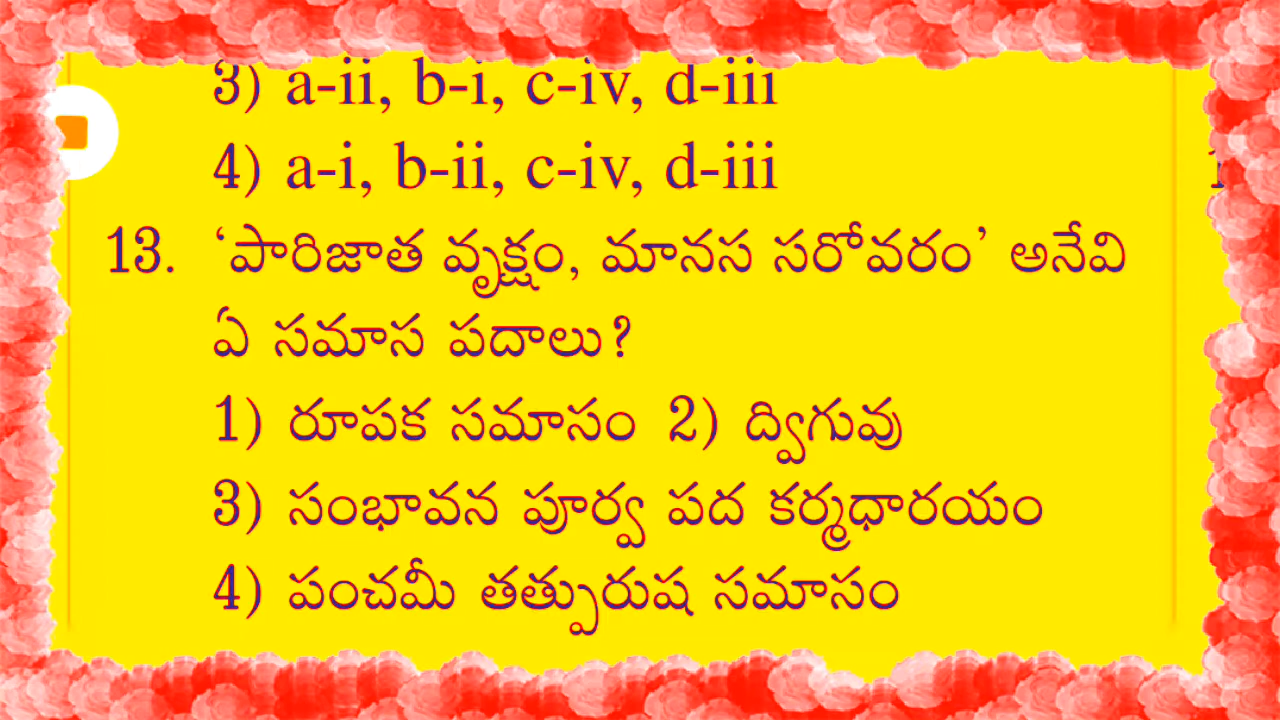 3) a-ii, b-i, c-iv, d-iii
4) a-i, b-ii, c-iv, d-iii
13. ‘పారిజాత వృక్షం, మానస సరోవరం’ అనేవి
ఏ సమాస పదాలు?
1) రూపక సమాసం 2) ద్విగువు
3) సంభావన పూర్వ పద కర్మధారయం
4) పంచమీ తత్పురుష సమాసం